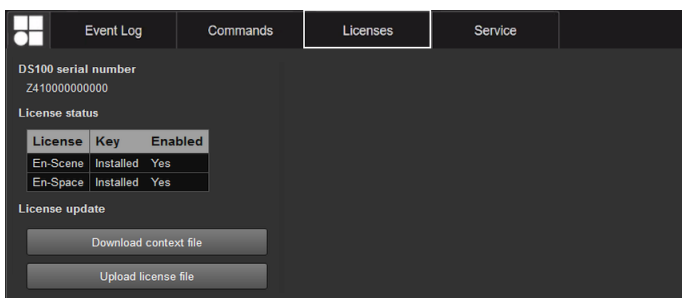 Event Log Commands Licenses Service
DS100 serial number
Z410000000000
License status
License Key Enabled
En-Scene Installed Yes
En-Space Installed Yes
License update
Download context file
Upload license file